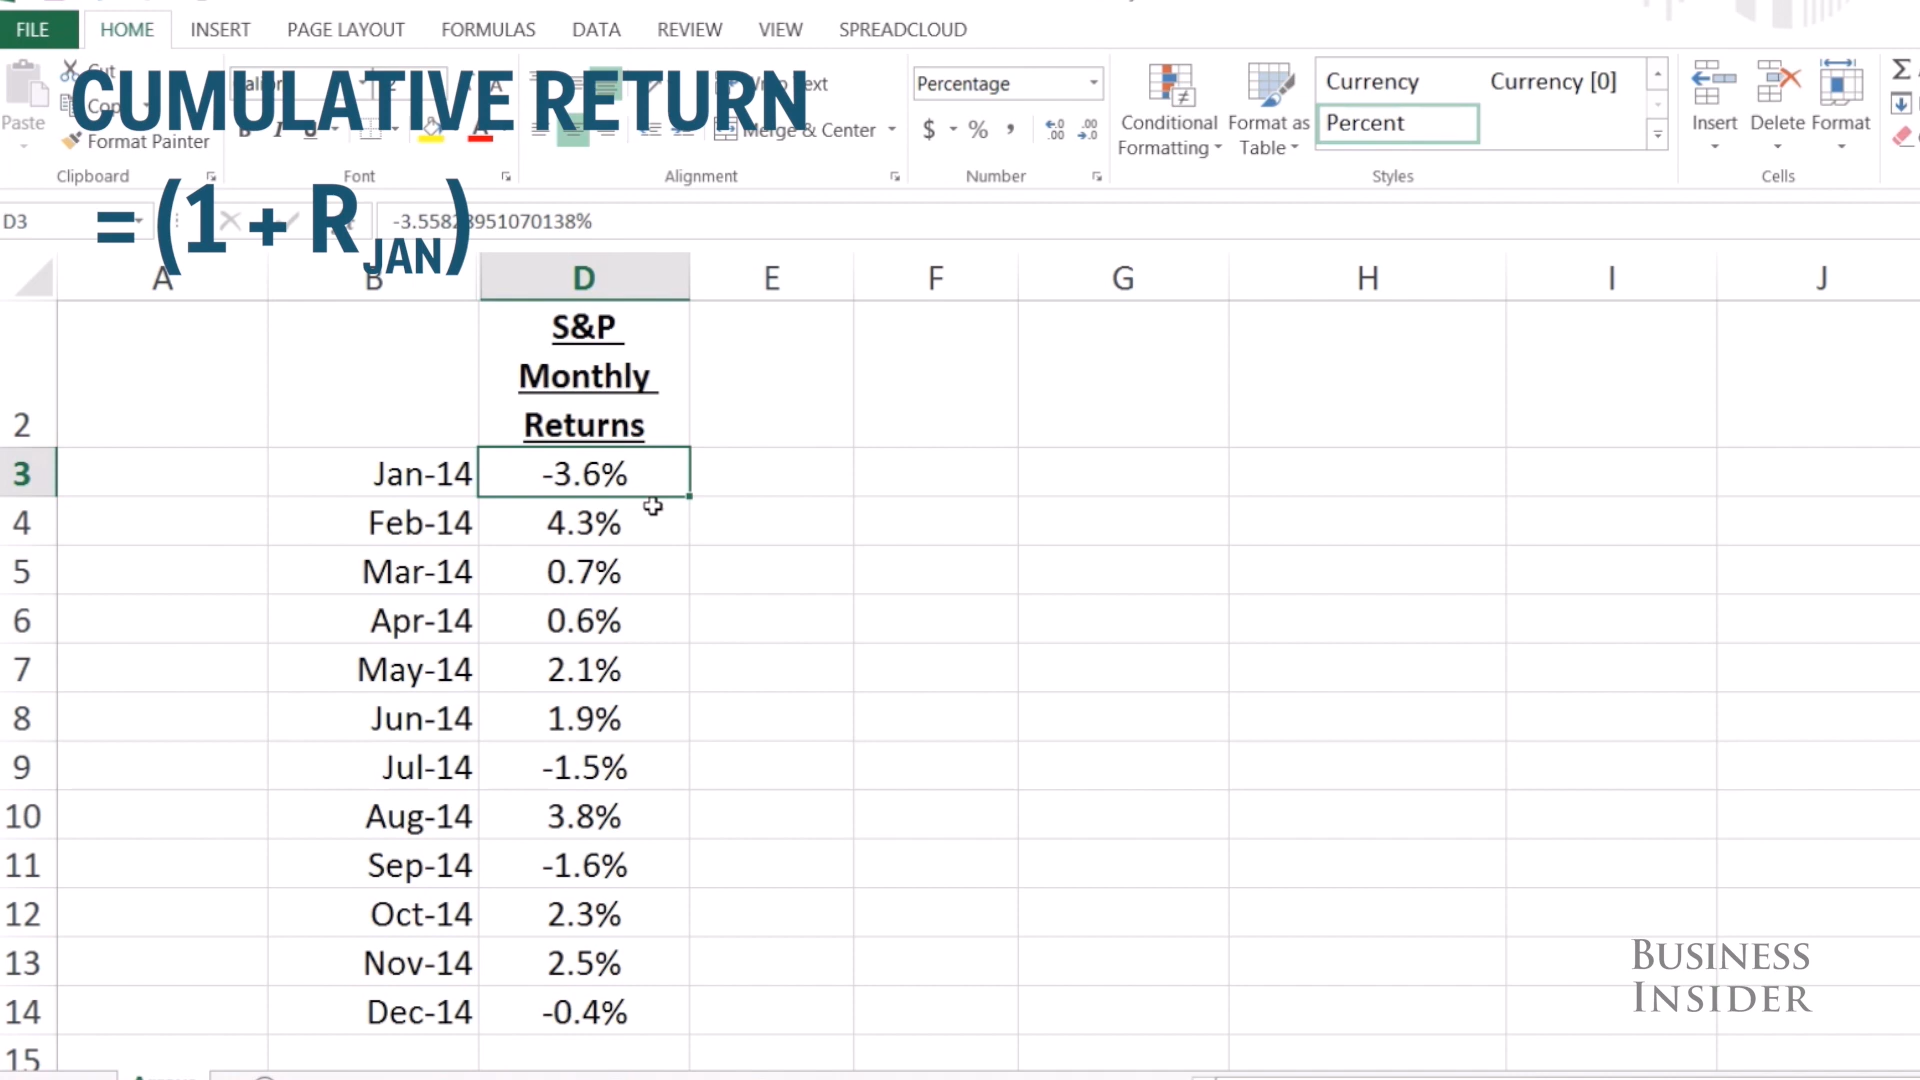 FILE HOME INSERT PAGE LAYOUT FORMULAS DATA REVIEW VIEW SPREADCLOUD
CUMULATIVE RETURN
= (1 + R JAN)
Cut
Paste
Format Painter
Merge & Center
Percentage
$ % ,
Conditional
Formatting
Format as
Table
Currency Currency [0]
Percent
Insert Delete Format
Clipboard Font Alignment Number Styles Cells
D3
A B D E F G H I J
2 S&P
Monthly
Returns
3 Jan-14 -3.6%
4 Feb-14 4.3%
5 Mar-14 0.7%
6 Apr-14 0.6%
7 May-14 2.1%
8 Jun-14 1.9%
9 Jul-14 -1.5%
10 Aug-14 3.8%
11 Sep-14 -1.6%
12 Oct-14 2.3%
13 Nov-14 2.5%
14 Dec-14 -0.4%
15
BUSINESS
INSIDER